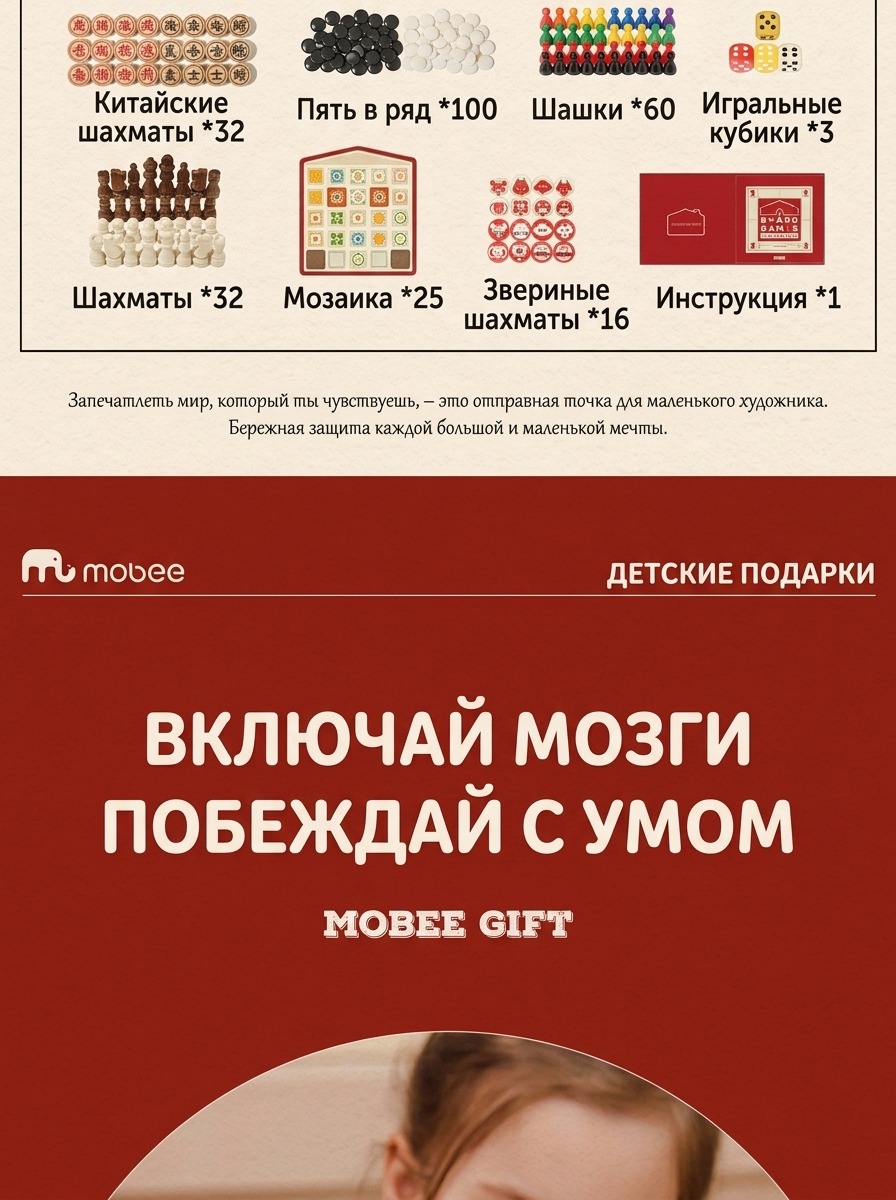 Китайские
шахматы *32
Пять в ряд *100
Шашки *60
Игральные
кубики *3
Шахматы *32
Мозаика *25
Звериные
шахматы *16
Инструкция *1
Запечатлеть мир, который ты чувствуешь, – это отправная точка для маленького художника.
Бережная защита каждой большой и маленькой мечты.
mobee
ДЕТСКИЕ ПОДАРКИ
ВКЛЮЧАЙ МОЗГИ
ПОБЕЖДАЙ С УМОМ
MOBEE GIFT